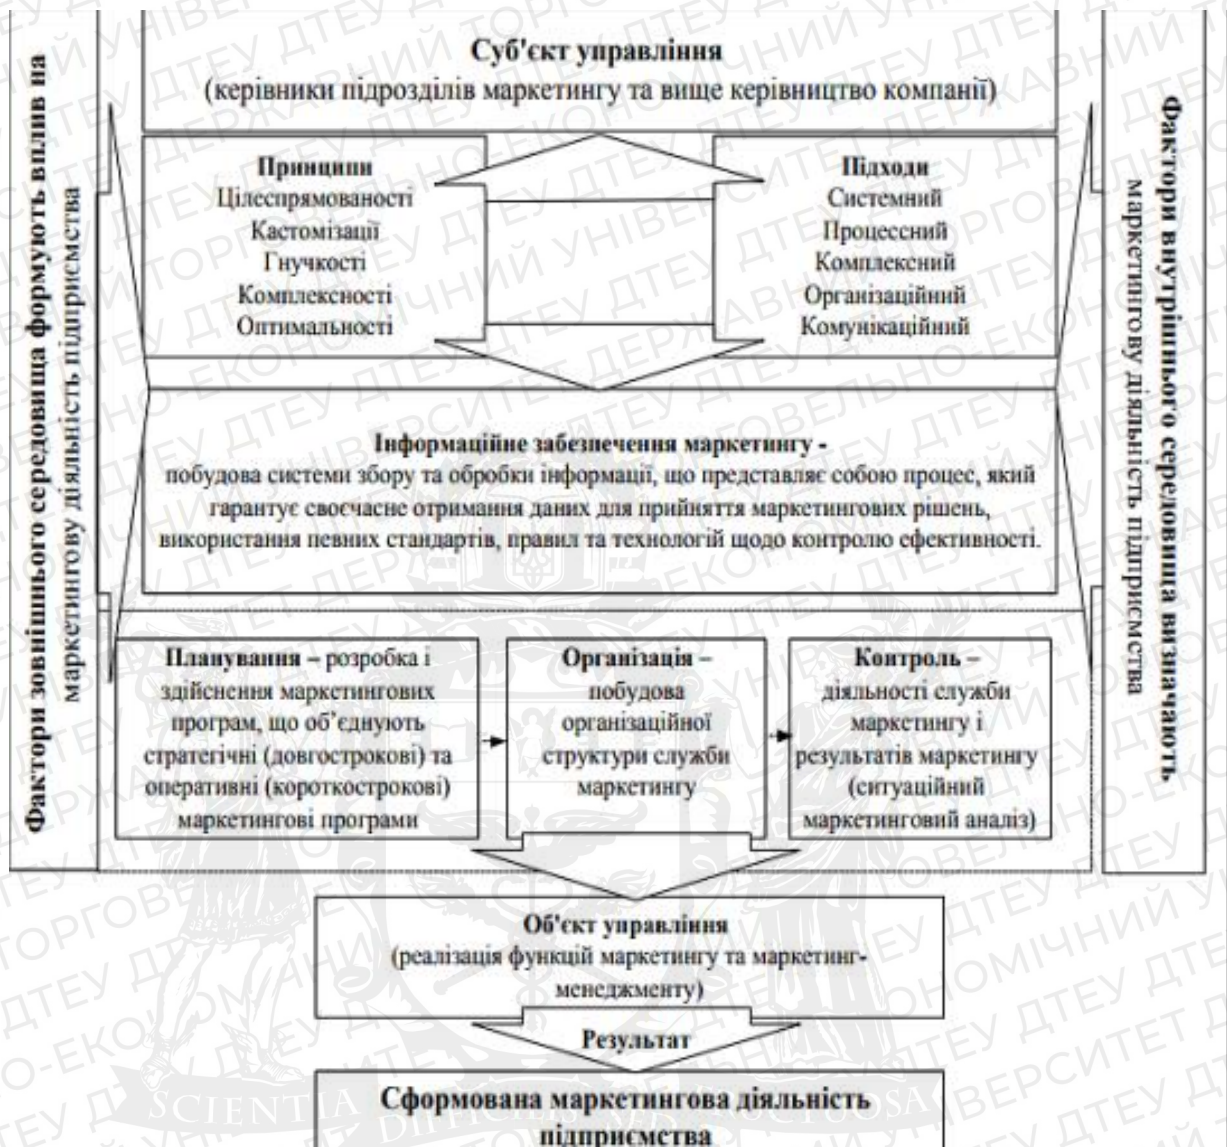 Фактори зовнішнього середовища формують вплив на
маркетингову діяльність підприємства
Суб'єкт управління
(керівники підрозділів маркетингу та вище керівництво компанії)
Принципи
Цілеспрямованості
Кастомізації
Гнучкості
Комплексності
Оптимальності
Підходи
Системний
Процессний
Комплексний
Організаційний
Комунікаційний
Інформаційне забезпечення маркетингу -
побудова системи збору та обробки інформації, що представляє собою процес, який
гарантує своєчасне отримання даних для прийняття маркетингових рішень,
використання певних стандартів, правил та технологій щодо контролю ефективності.
Планування – розробка і
здійснення маркетингових
програм, що об’єднують
стратегічні (довгострокові) та
оперативні (короткострокові)
маркетингові програми
Організація –
побудова
організаційної
структури служби
маркетингу
Контроль –
діяльності служби
маркетингу і
результатів маркетингу
(ситуаційний
маркетинговий аналіз)
Фактори внутрішнього середовища визначають
маркетингову діяльність підприємства
Об'єкт управління
(реалізація функцій маркетингу та маркетинг-
менеджменту)
Результат
Сформована маркетингова діяльність
підприємства
SCIENTIA DIFFICILIS SED FRUCTUOSA